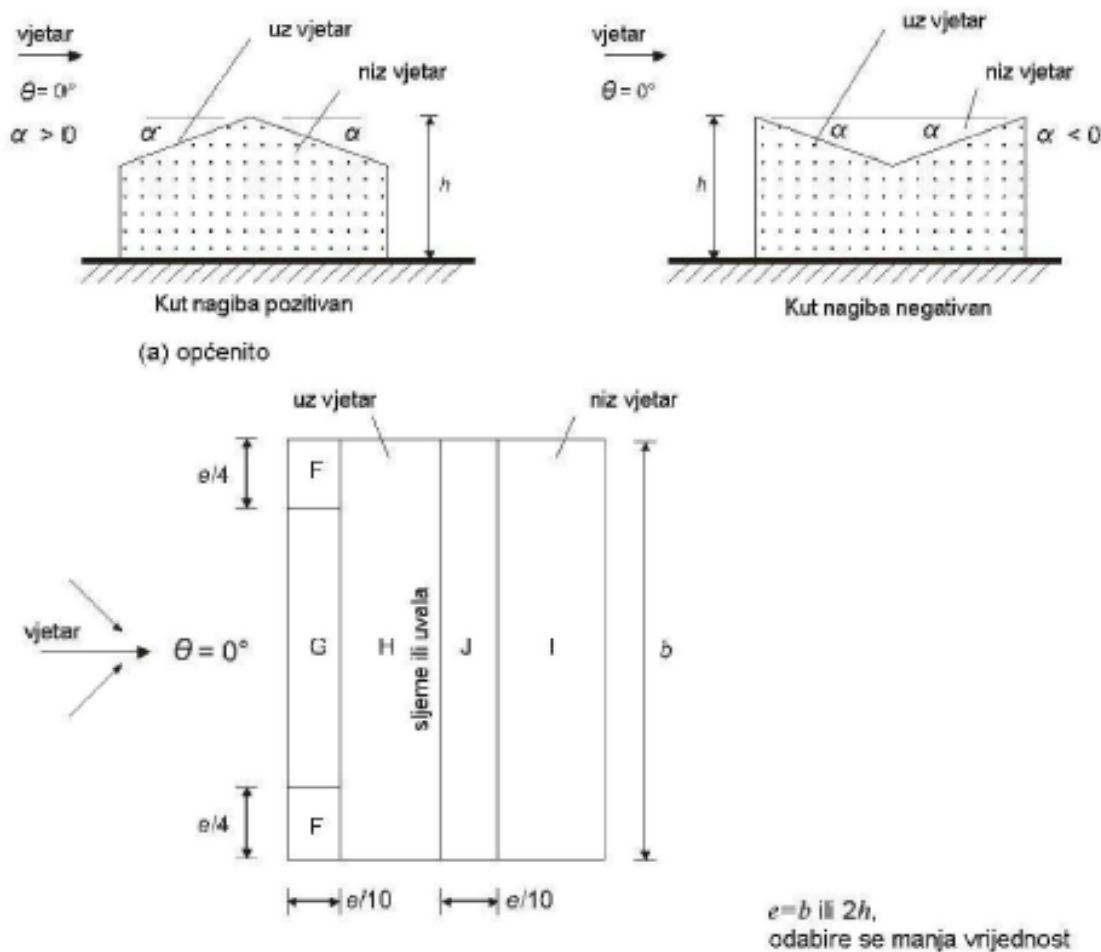 vjetar
uz vjetar
niz vjetar
θ = 0°
α > 0
α
α
h
Kut nagiba pozitivan
vjetar
uz vjetar
niz vjetar
θ = 0°
α
α
α < 0
h
Kut nagiba negativan
(a) općenito
uz vjetar
niz vjetar
e/4
F
vjetar
θ = 0°
G
H
sljeme ili uvala
J
I
b
e/4
F
e/10
e/10
e=b ili 2h,
odabire se manja vrijednost